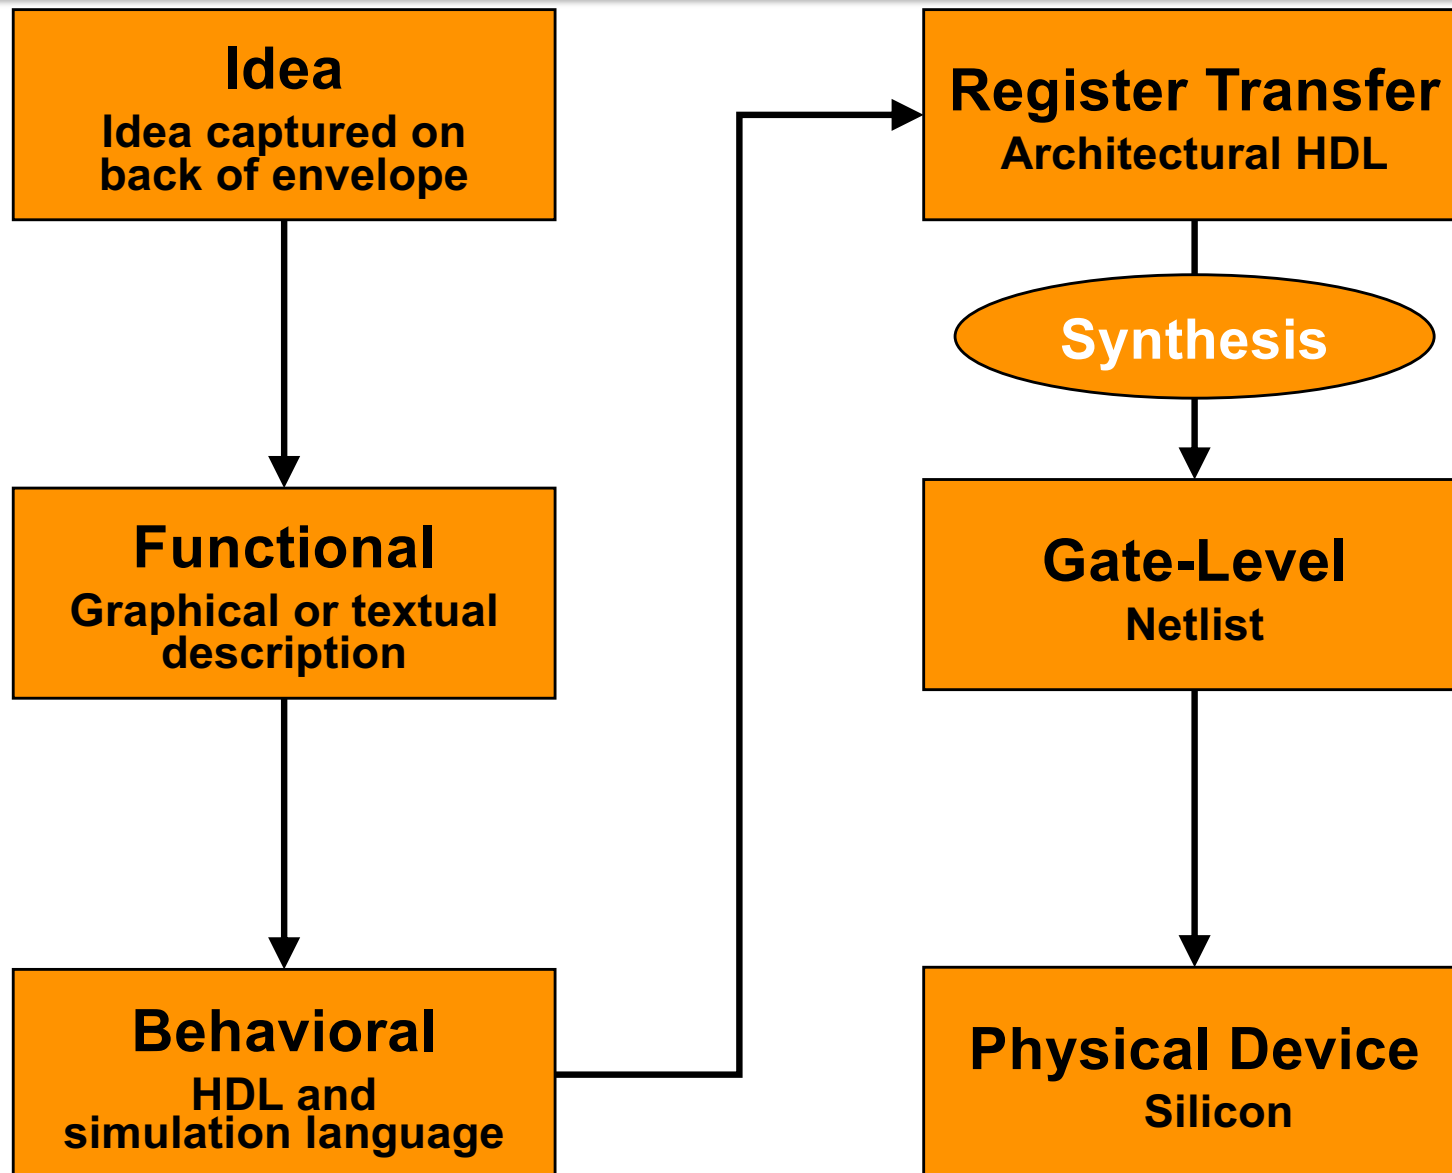 Idea
Idea captured on
back of envelope
Functional
Graphical or textual
description
Behavioral
HDL and
simulation language
Register Transfer
Architectural HDL
Synthesis
Gate-Level
Netlist
Physical Device
Silicon